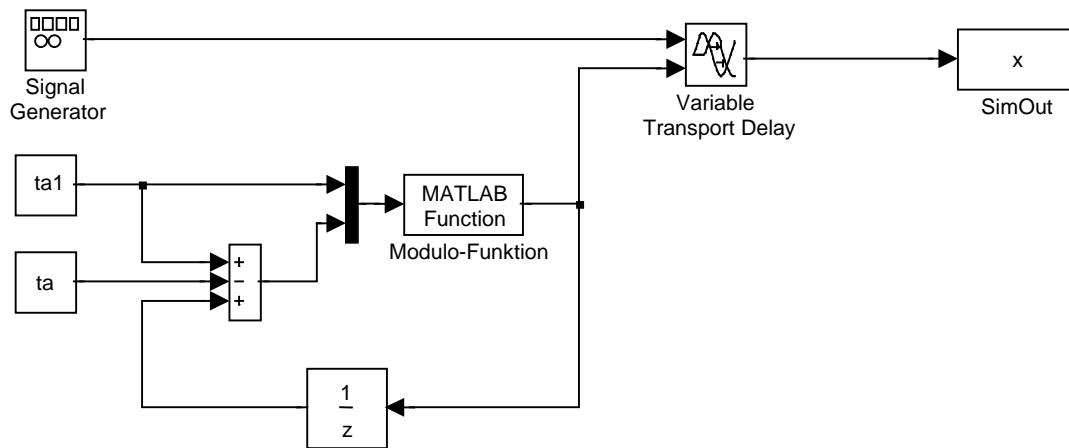 Signal
Generator
Variable
Transport Delay
x
SimOut
ta1
MATLAB
Function
Modulo-Funktion
ta
+
−
+
1
z